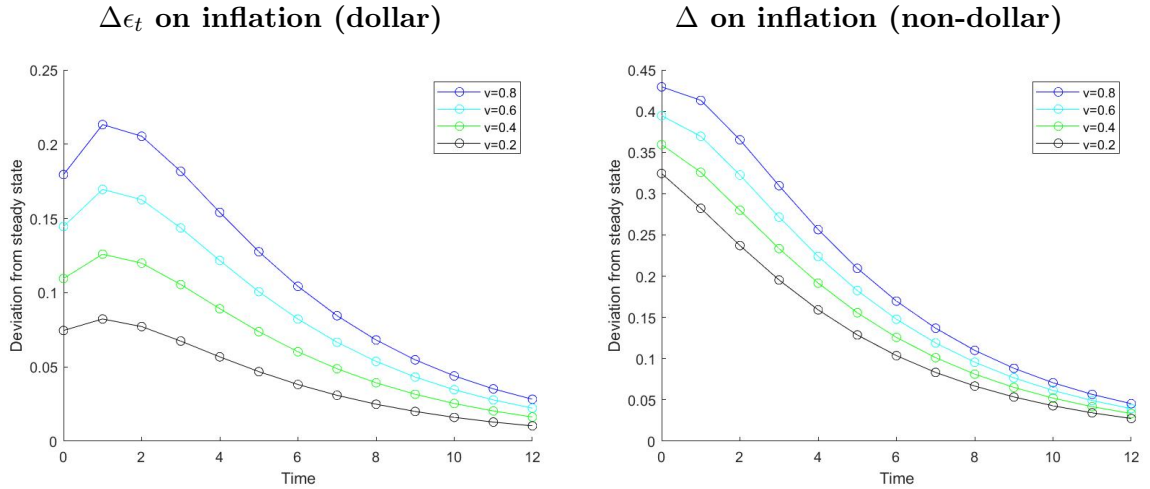 Δϵₜ on inflation (dollar)
0.25
0.2
0.15
0.1
0.05
0
Deviation from steady state
0 2 4 6 8 10 12
Time
v=0.8
v=0.6
v=0.4
v=0.2
Δ on inflation (non-dollar)
0.45
0.4
0.35
0.3
0.25
0.2
0.15
0.1
0.05
0
Deviation from steady state
0 2 4 6 8 10 12
Time
v=0.8
v=0.6
v=0.4
v=0.2